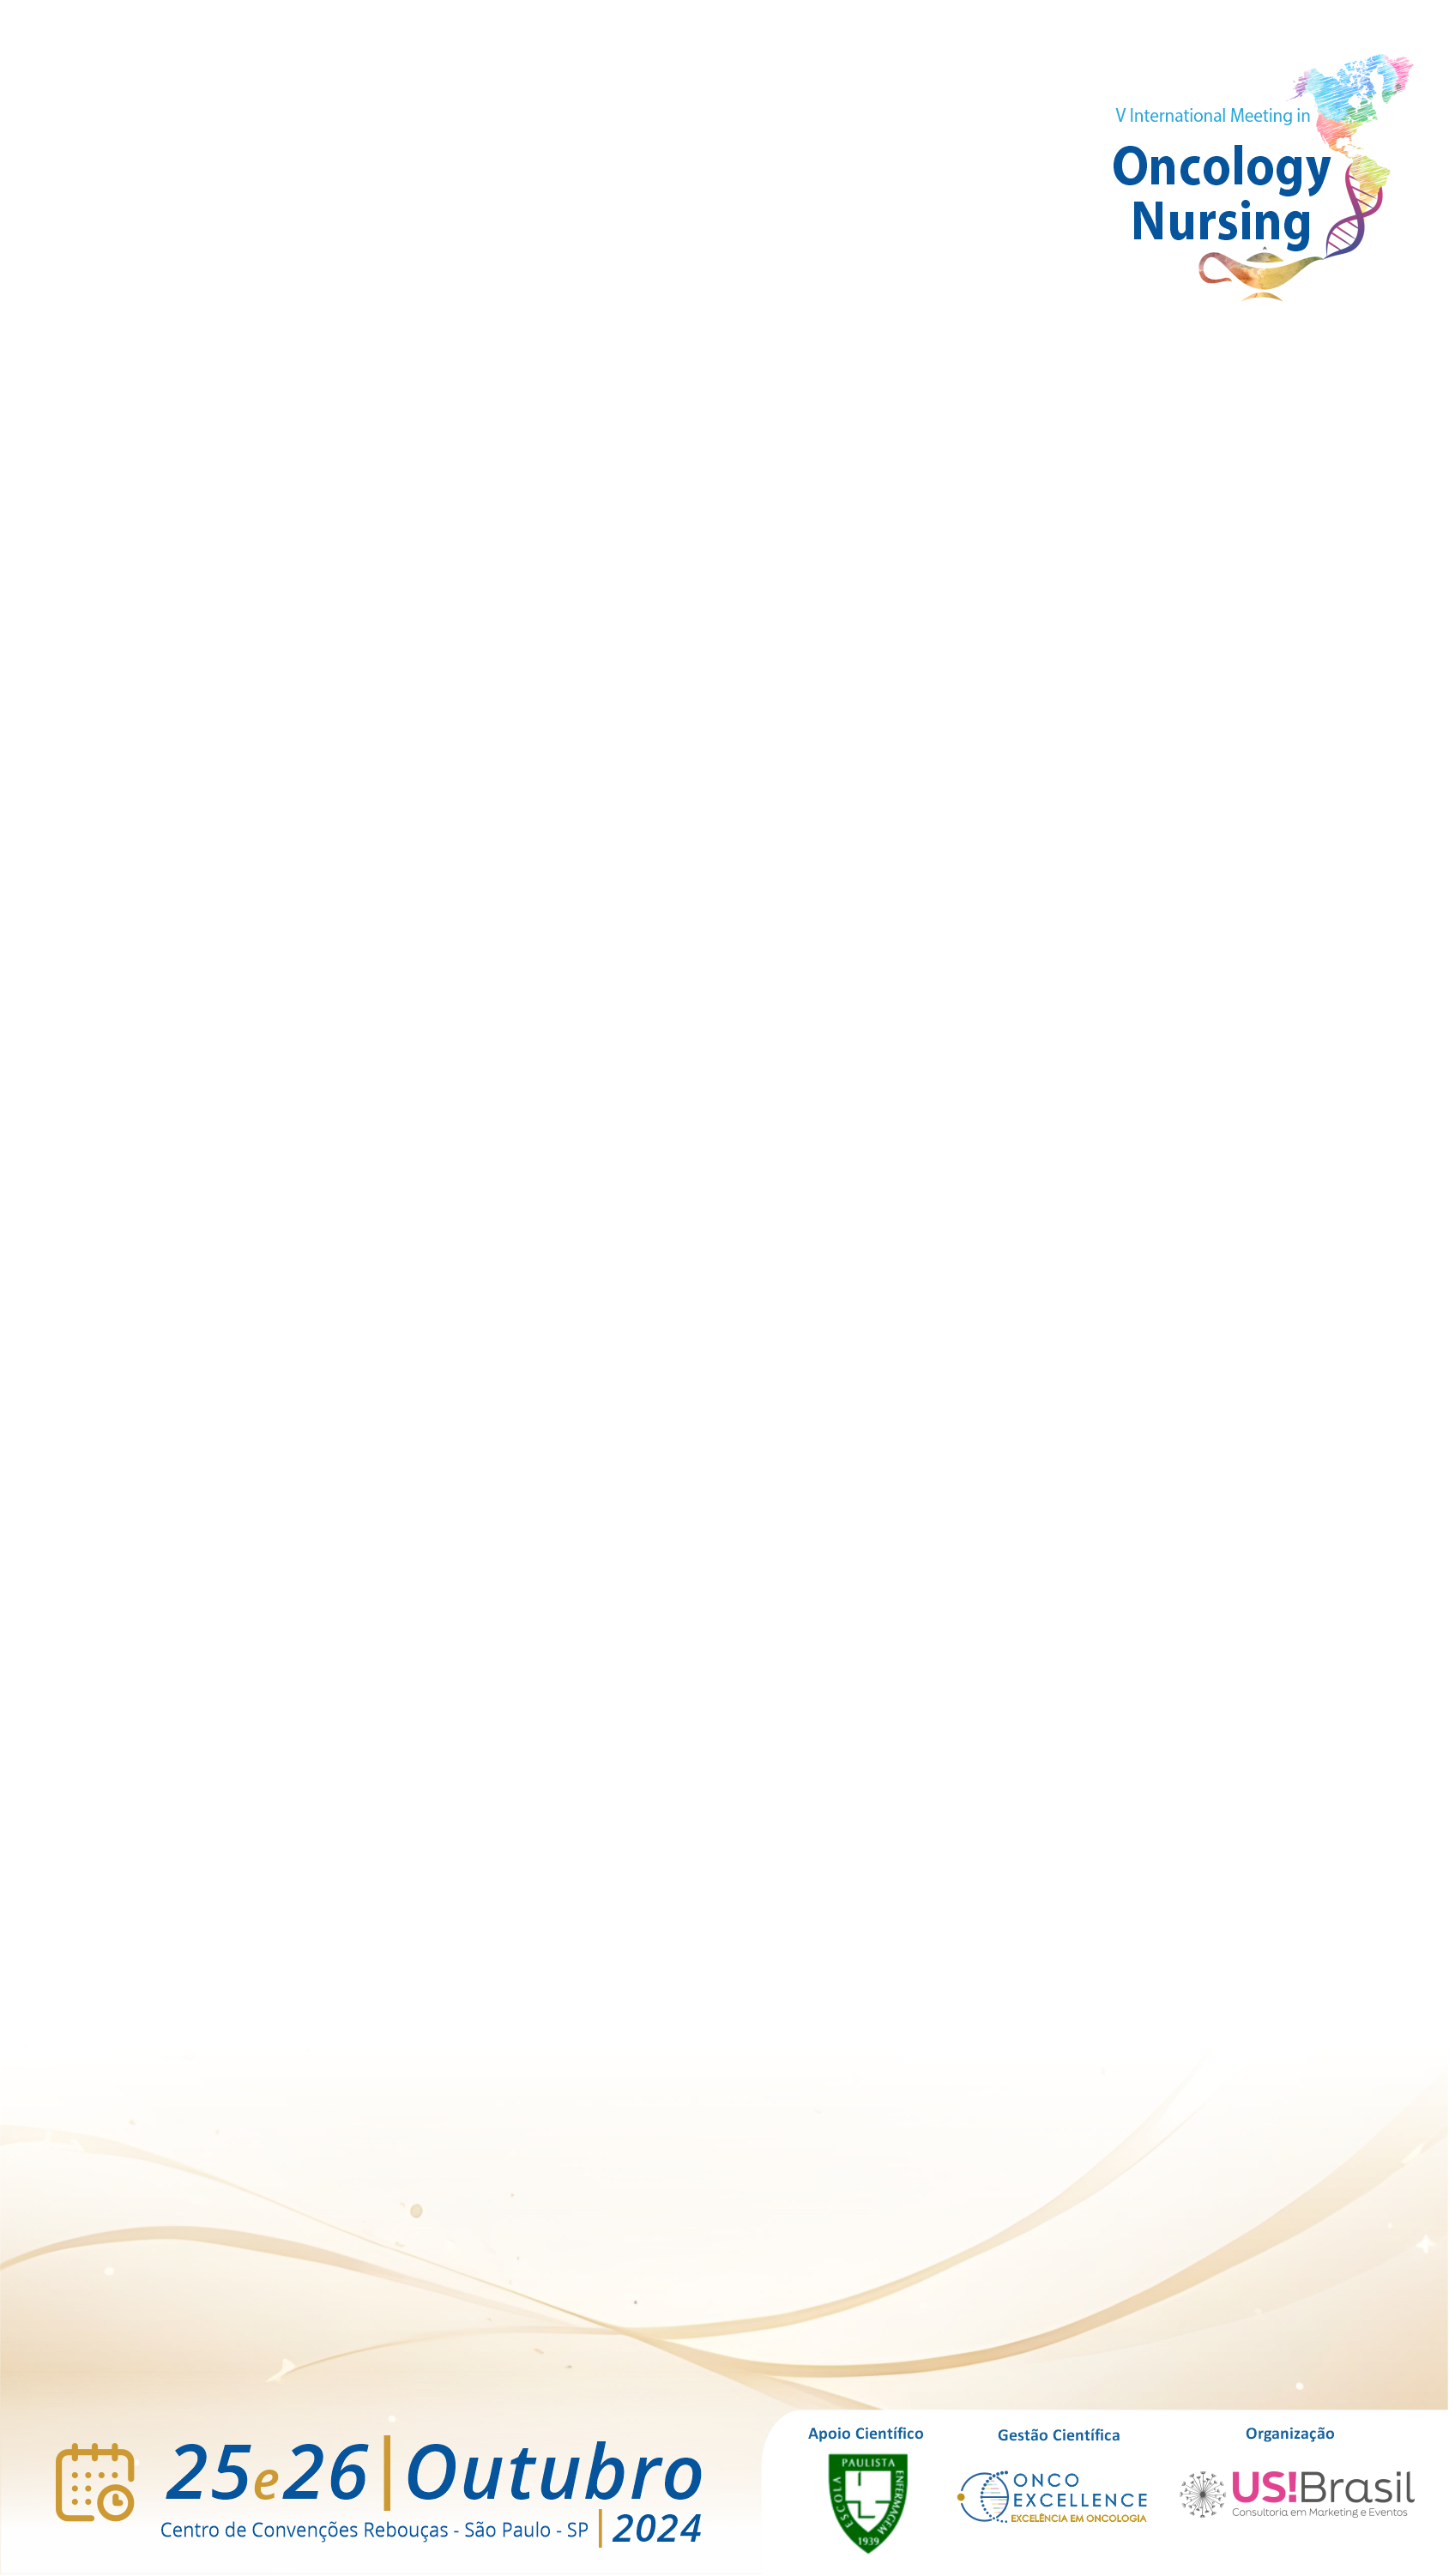 V International Meeting in
Oncology
Nursing
25e26|Outubro
Centro de Convenções Rebouças - São Paulo - SP | 2024
Apoio Científico
ESCOLA PAULISTA ENFERMAGEM
1939
Gestão Científica
ONCO
EXCELLENCE
EXCELÊNCIA EM ONCOLOGIA
Organização
US!Brasil
Consultoria em Marketing e Eventos